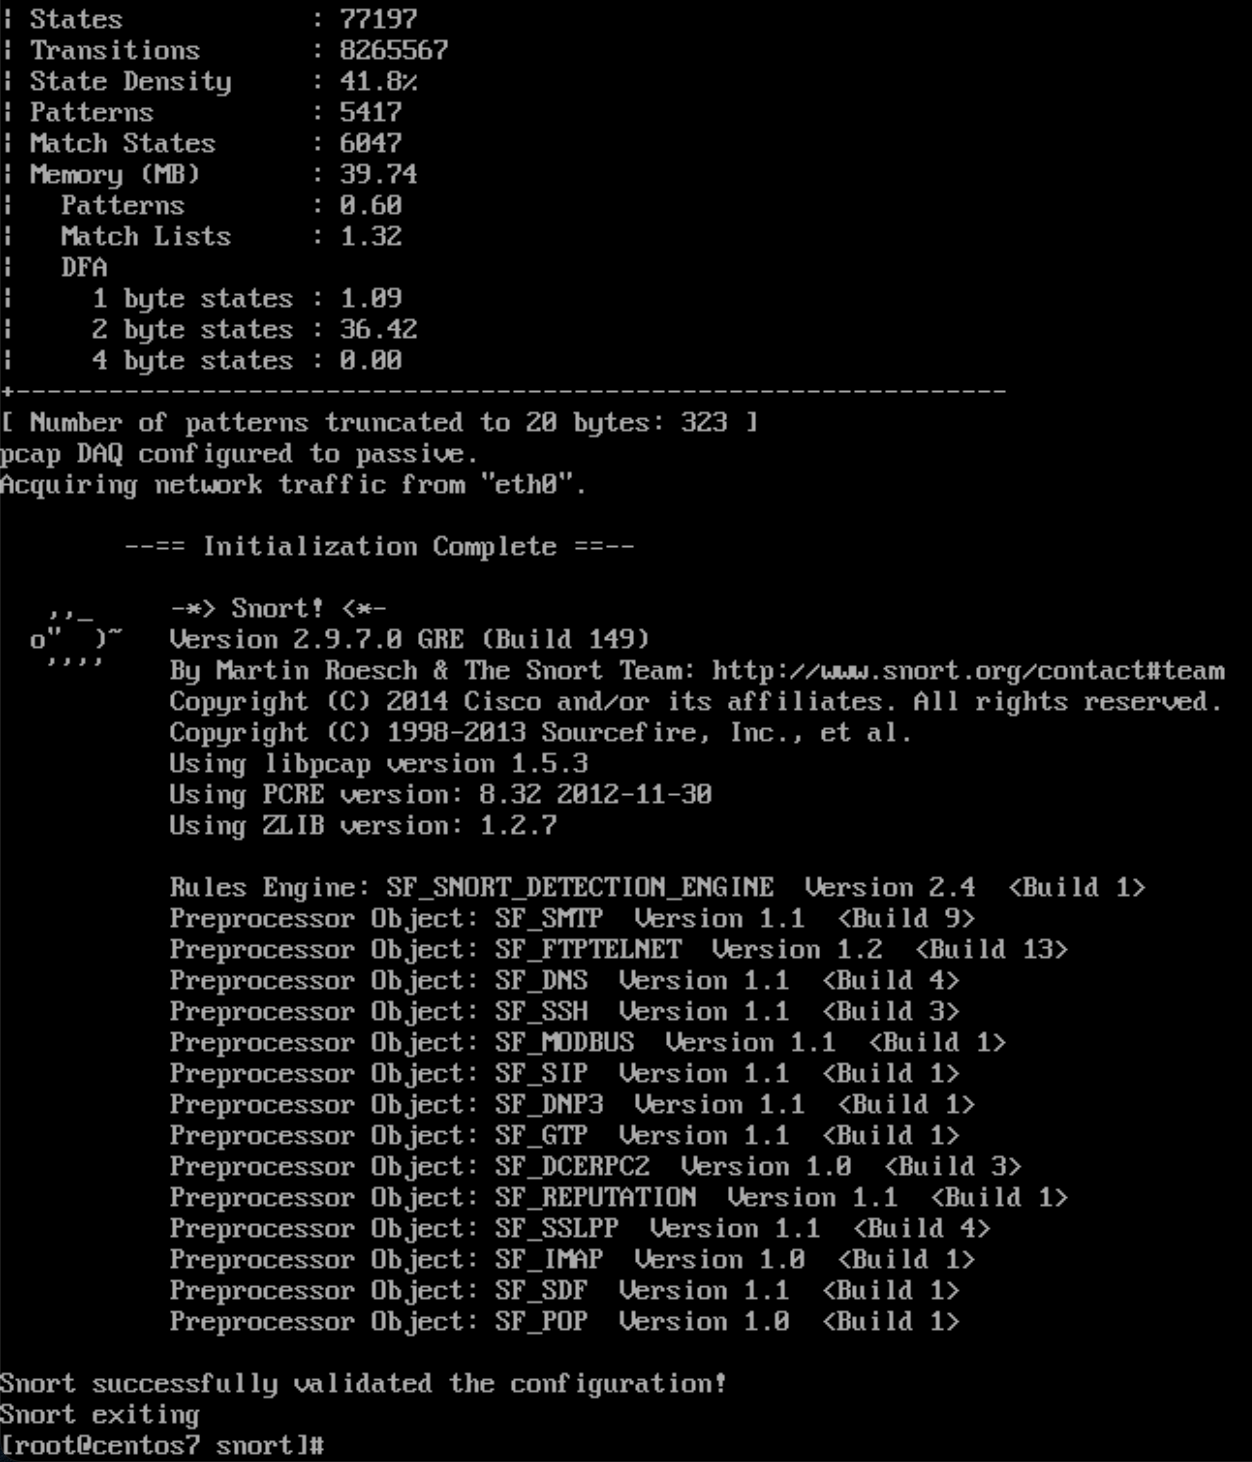 | States            : 77197
| Transitions       : 8265567
| State Density     : 41.8%
| Patterns          : 5417
| Match States      : 6047
| Memory (MB)       : 39.74
|   Patterns        : 0.60
|   Match Lists     : 1.32
|   DFA
|     1 byte states : 1.09
|     2 byte states : 36.42
|     4 byte states : 0.00
+----------------------------------------------------------------
[ Number of patterns truncated to 20 bytes: 323 ]
pcap DAQ configured to passive.
Acquiring network traffic from "eth0".

        --== Initialization Complete ==--

   ,,_     -*> Snort! <*-
  o"  )~   Version 2.9.7.0 GRE (Build 149)
   ''''    By Martin Roesch & The Snort Team: http://www.snort.org/contact#team
           Copyright (C) 2014 Cisco and/or its affiliates. All rights reserved.
           Copyright (C) 1998-2013 Sourcefire, Inc., et al.
           Using libpcap version 1.5.3
           Using PCRE version: 8.32 2012-11-30
           Using ZLIB version: 1.2.7

           Rules Engine: SF_SNORT_DETECTION_ENGINE  Version 2.4  <Build 1>
           Preprocessor Object: SF_SMTP  Version 1.1  <Build 9>
           Preprocessor Object: SF_FTPTELNET  Version 1.2  <Build 13>
           Preprocessor Object: SF_DNS  Version 1.1  <Build 4>
           Preprocessor Object: SF_SSH  Version 1.1  <Build 3>
           Preprocessor Object: SF_MODBUS  Version 1.1  <Build 1>
           Preprocessor Object: SF_SIP  Version 1.1  <Build 1>
           Preprocessor Object: SF_DNP3  Version 1.1  <Build 1>
           Preprocessor Object: SF_GTP  Version 1.1  <Build 1>
           Preprocessor Object: SF_DCERPC2  Version 1.0  <Build 3>
           Preprocessor Object: SF_REPUTATION  Version 1.1  <Build 1>
           Preprocessor Object: SF_SSLPP  Version 1.1  <Build 4>
           Preprocessor Object: SF_IMAP  Version 1.0  <Build 1>
           Preprocessor Object: SF_SDF  Version 1.1  <Build 1>
           Preprocessor Object: SF_POP  Version 1.0  <Build 1>

Snort successfully validated the configuration!
Snort exiting
[root@centos7 snort]#